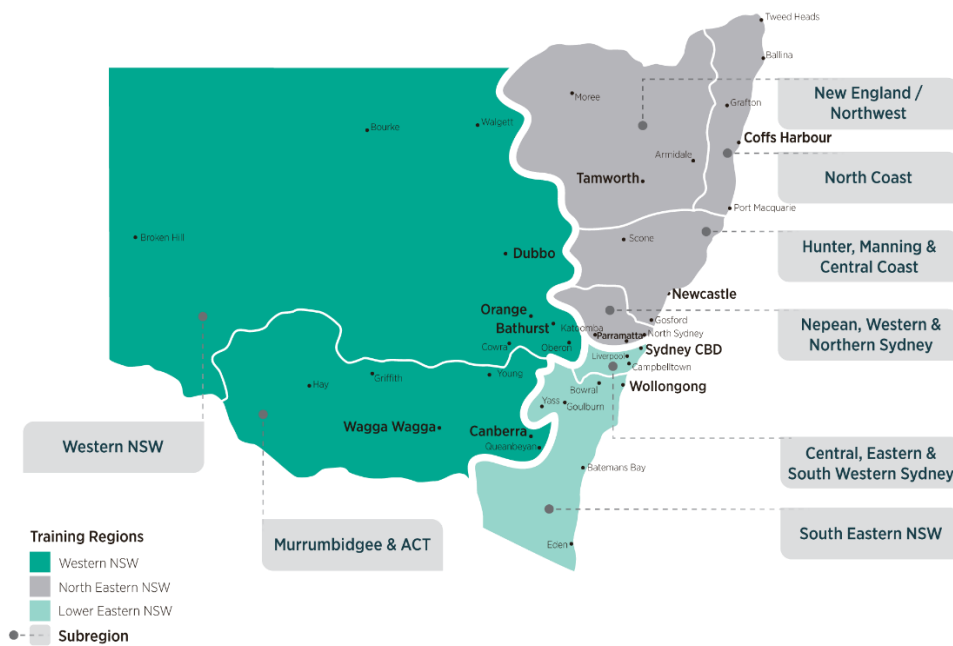 Tweed Heads
Ballina
Moree
New England /
Northwest
Grafton
Bourke
Walgett
Coffs Harbour
Armidale
Tamworth
North Coast
Port Macquarie
Broken Hill
Scone
Hunter, Manning &
Central Coast
Dubbo
Newcastle
Orange
Bathurst
Katoomba
Gosford
Parramatta
North Sydney
Nepean, Western &
Northern Sydney
Cowra
Oberon
Sydney CBD
Liverpool
Campbelltown
Hay
Griffith
Young
Bowral
Wollongong
Yass
Goulburn
Wagga Wagga
Canberra
Queanbeyan
Western NSW
Central, Eastern &
South Western Sydney
Batemans Bay
Murrumbidgee & ACT
South Eastern NSW
Eden
Training Regions
Western NSW
North Eastern NSW
Lower Eastern NSW
Subregion